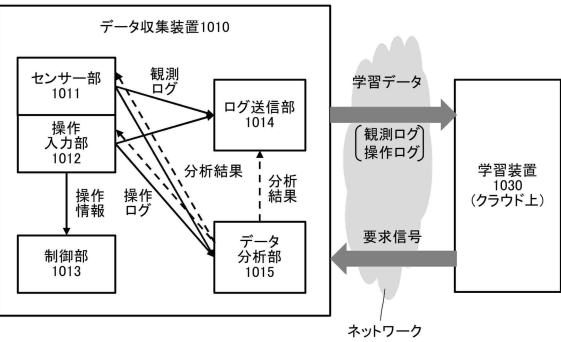 データ収集装置1010
センサー部
1011
操作
入力部
1012
観測
ログ
ログ送信部
1014
分析結果
分析
結果
操作
情報
操作
ログ
制御部
1013
データ
分析部
1015
学習データ
観測ログ
操作ログ
要求信号
学習装置
1030
(クラウド上)
ネットワーク